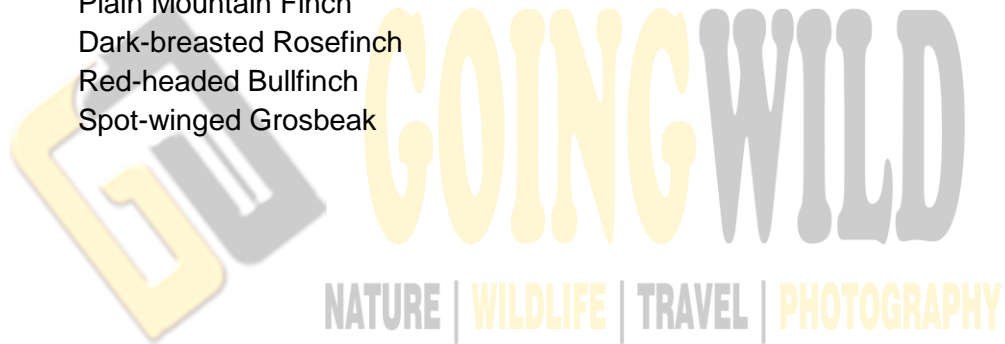 Plain Mountain Finch
Dark-breasted Rosefinch
Red-headed Bullfinch
Spot-winged Grosbeak
GOINGWILD
NATURE | WILDLIFE | TRAVEL | PHOTOGRAPHY